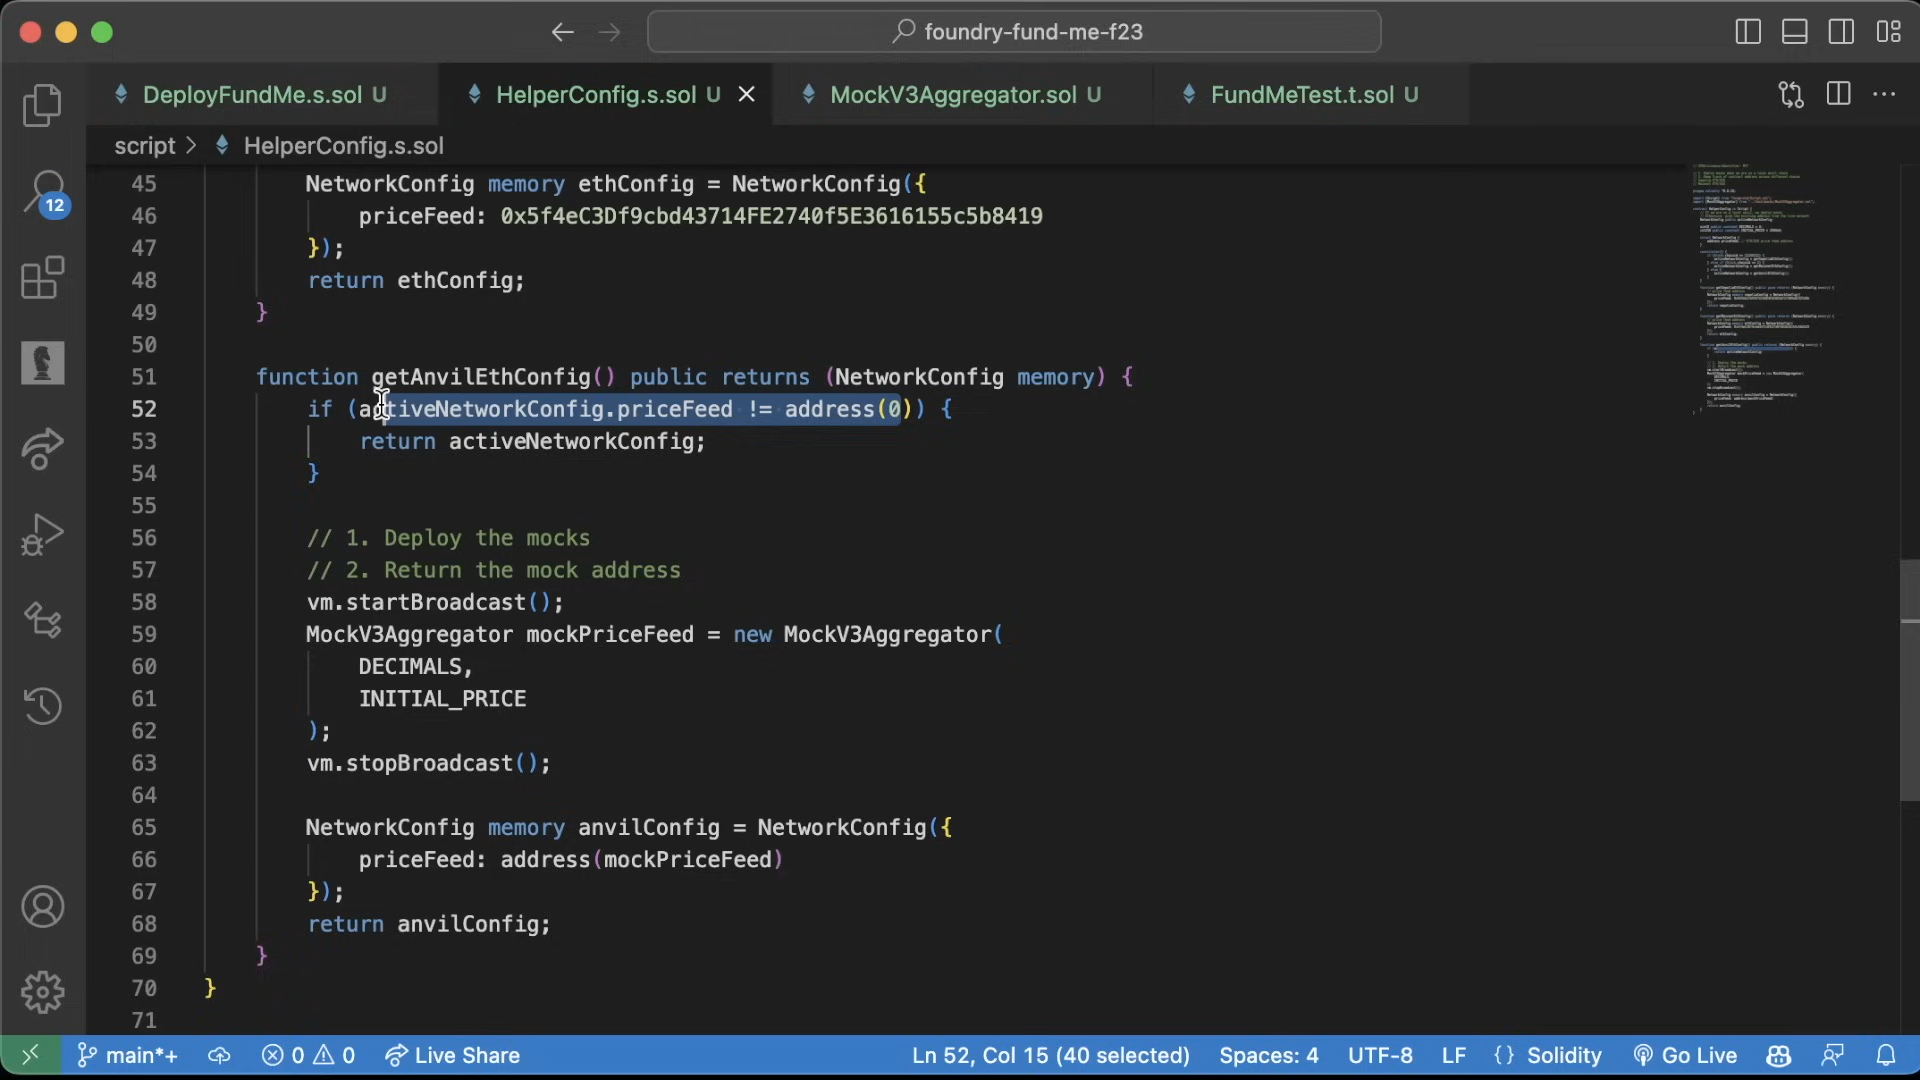 foundry-fund-me-f23
DeployFundMe.s.sol U
HelperConfig.s.sol U
MockV3Aggregator.sol U
FundMeTest.t.sol U
script > HelperConfig.s.sol
12
45 NetworkConfig memory ethConfig = NetworkConfig({
46 priceFeed: 0x5f4eC3Df9cbd43714FE2740f5E3616155c5b8419
47 });
48 return ethConfig;
49 }
50
51 function getAnvilEthConfig() public returns (NetworkConfig memory) {
52 if (activeNetworkConfig.priceFeed != address(0)) {
53 return activeNetworkConfig;
54 }
55
56 // 1. Deploy the mocks
57 // 2. Return the mock address
58 vm.startBroadcast();
59 MockV3Aggregator mockPriceFeed = new MockV3Aggregator(
60 DECIMALS,
61 INITIAL_PRICE
62 );
63 vm.stopBroadcast();
64
65 NetworkConfig memory anvilConfig = NetworkConfig({
66 priceFeed: address(mockPriceFeed)
67 });
68 return anvilConfig;
69 }
70 }
71
main*+ 0 0 Live Share Ln 52, Col 15 (40 selected) Spaces: 4 UTF-8 LF {} Solidity Go Live